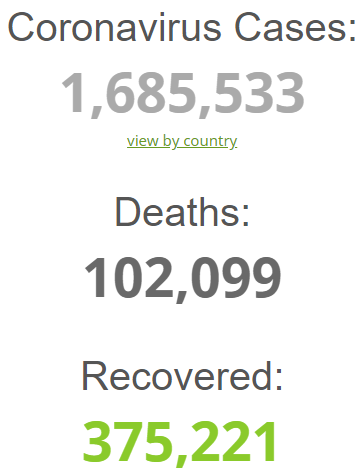 Coronavirus Cases:
1,685,533
view by country
Deaths:
102,099
Recovered:
375,221